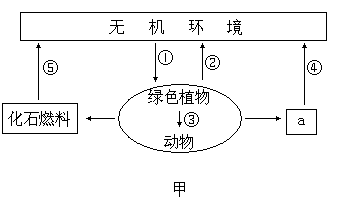 无机环境
⑤ ① ② ④
绿色植物
③
化石燃料 a
动物
甲